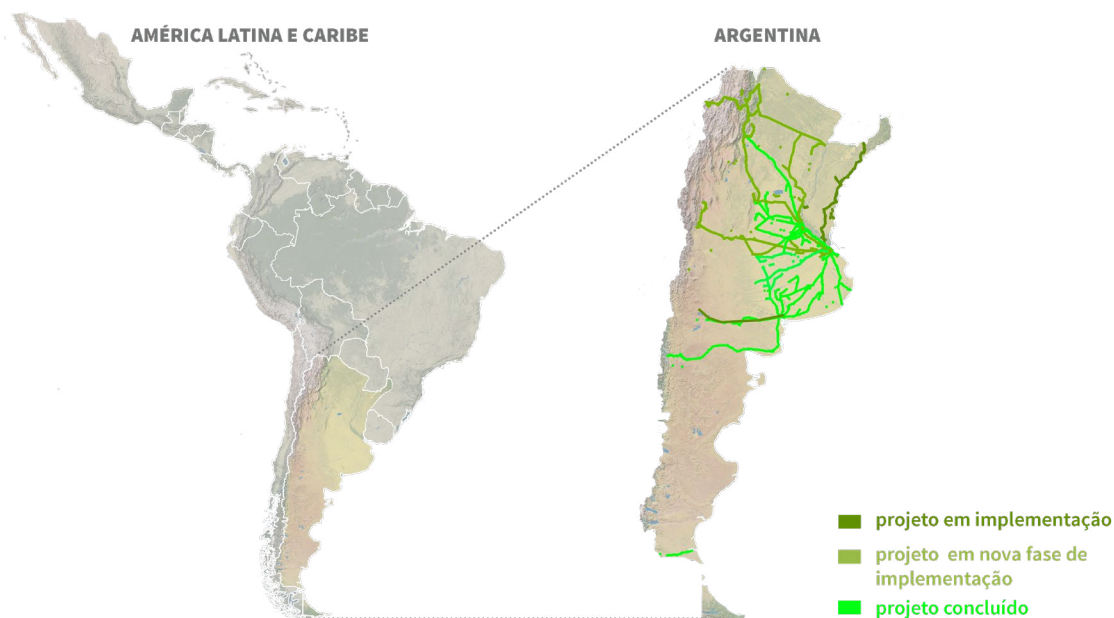 AMÉRICA LATINA E CARIBE
ARGENTINA
projeto em implementação
projeto em nova fase de
implementação
projeto concluído